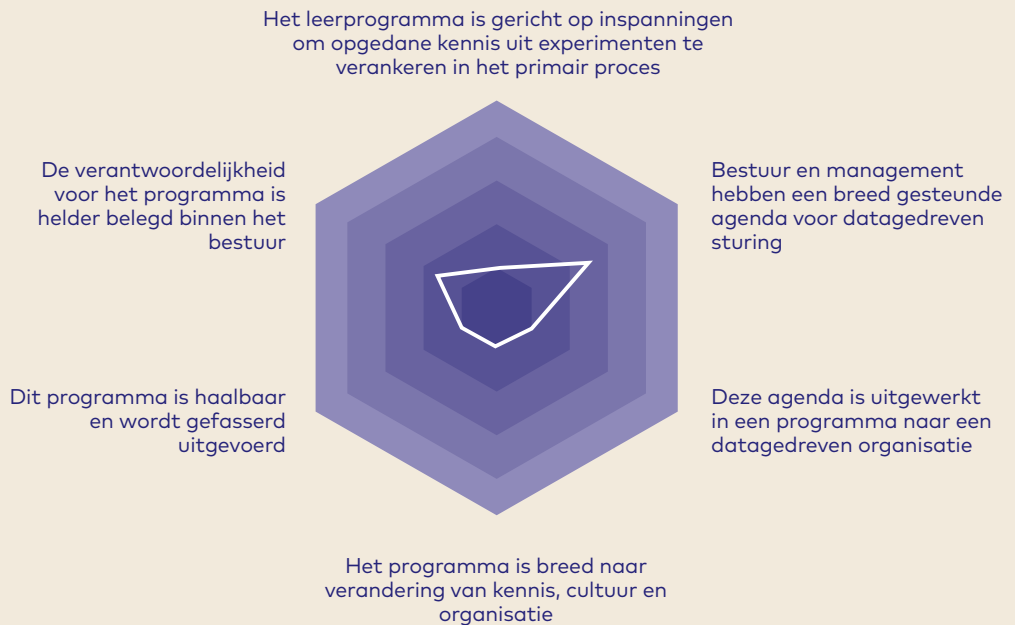 Het leerprogramma is gericht op inspanningen
om opgedane kennis uit experimenten te
verankeren in het primair proces
De verantwoordelijkheid
voor het programma is
helder belegd binnen het
bestuur
Bestuur en management
hebben een breed gesteunde
agenda voor datagedreven
sturing
Dit programma is haalbaar
en wordt gefasserd
uitgevoerd
Deze agenda is uitgewerkt
in een programma naar een
datagedreven organisatie
Het programma is breed naar
verandering van kennis, cultuur en
organisatie